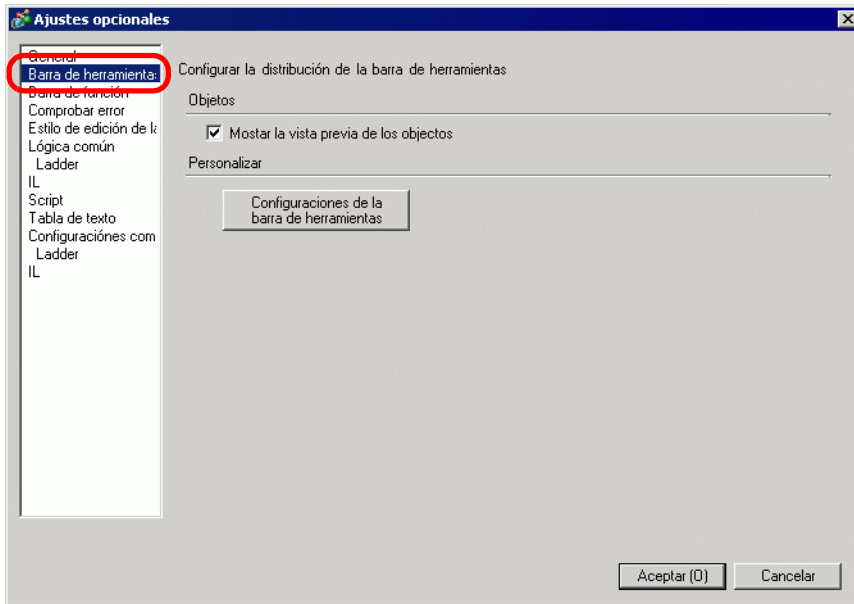 Ajustes opcionales
General
Barra de herramientas
Barra de función
Comprobar error
Estilo de edición de la
Lógica común
Ladder
IL
Script
Tabla de texto
Configuraciónes com
Ladder
IL
Configurar la distribución de la barra de herramientas
Objetos
Mostar la vista previa de los objectos
Personalizar
Configuraciones de la
barra de herramientas
Aceptar (O)
Cancelar